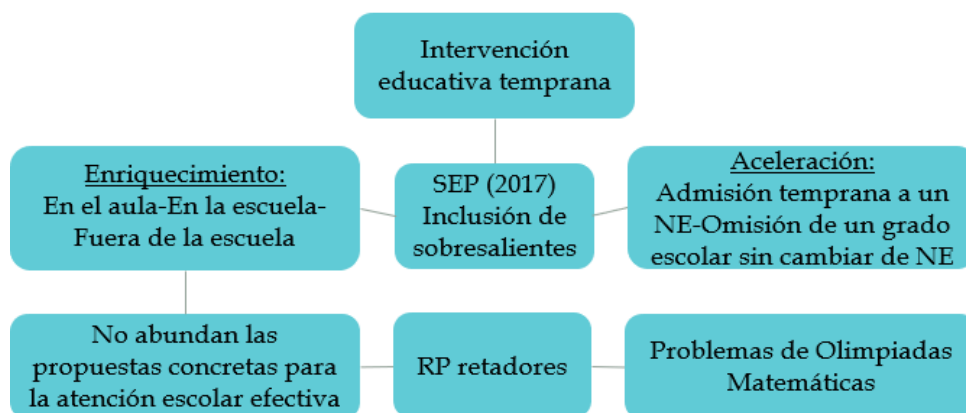 Intervención
educativa temprana
Enriquecimiento:
En el aula-En la escuela-
Fuera de la escuela
SEP (2017)
Inclusión de
sobresalientes
Aceleración:
Admisión temprana a un
NE-Omisión de un grado
escolar sin cambiar de NE
No abundan las
propuestas concretas para
la atención escolar efectiva
RP retadores
Problemas de Olimpiadas
Matemáticas